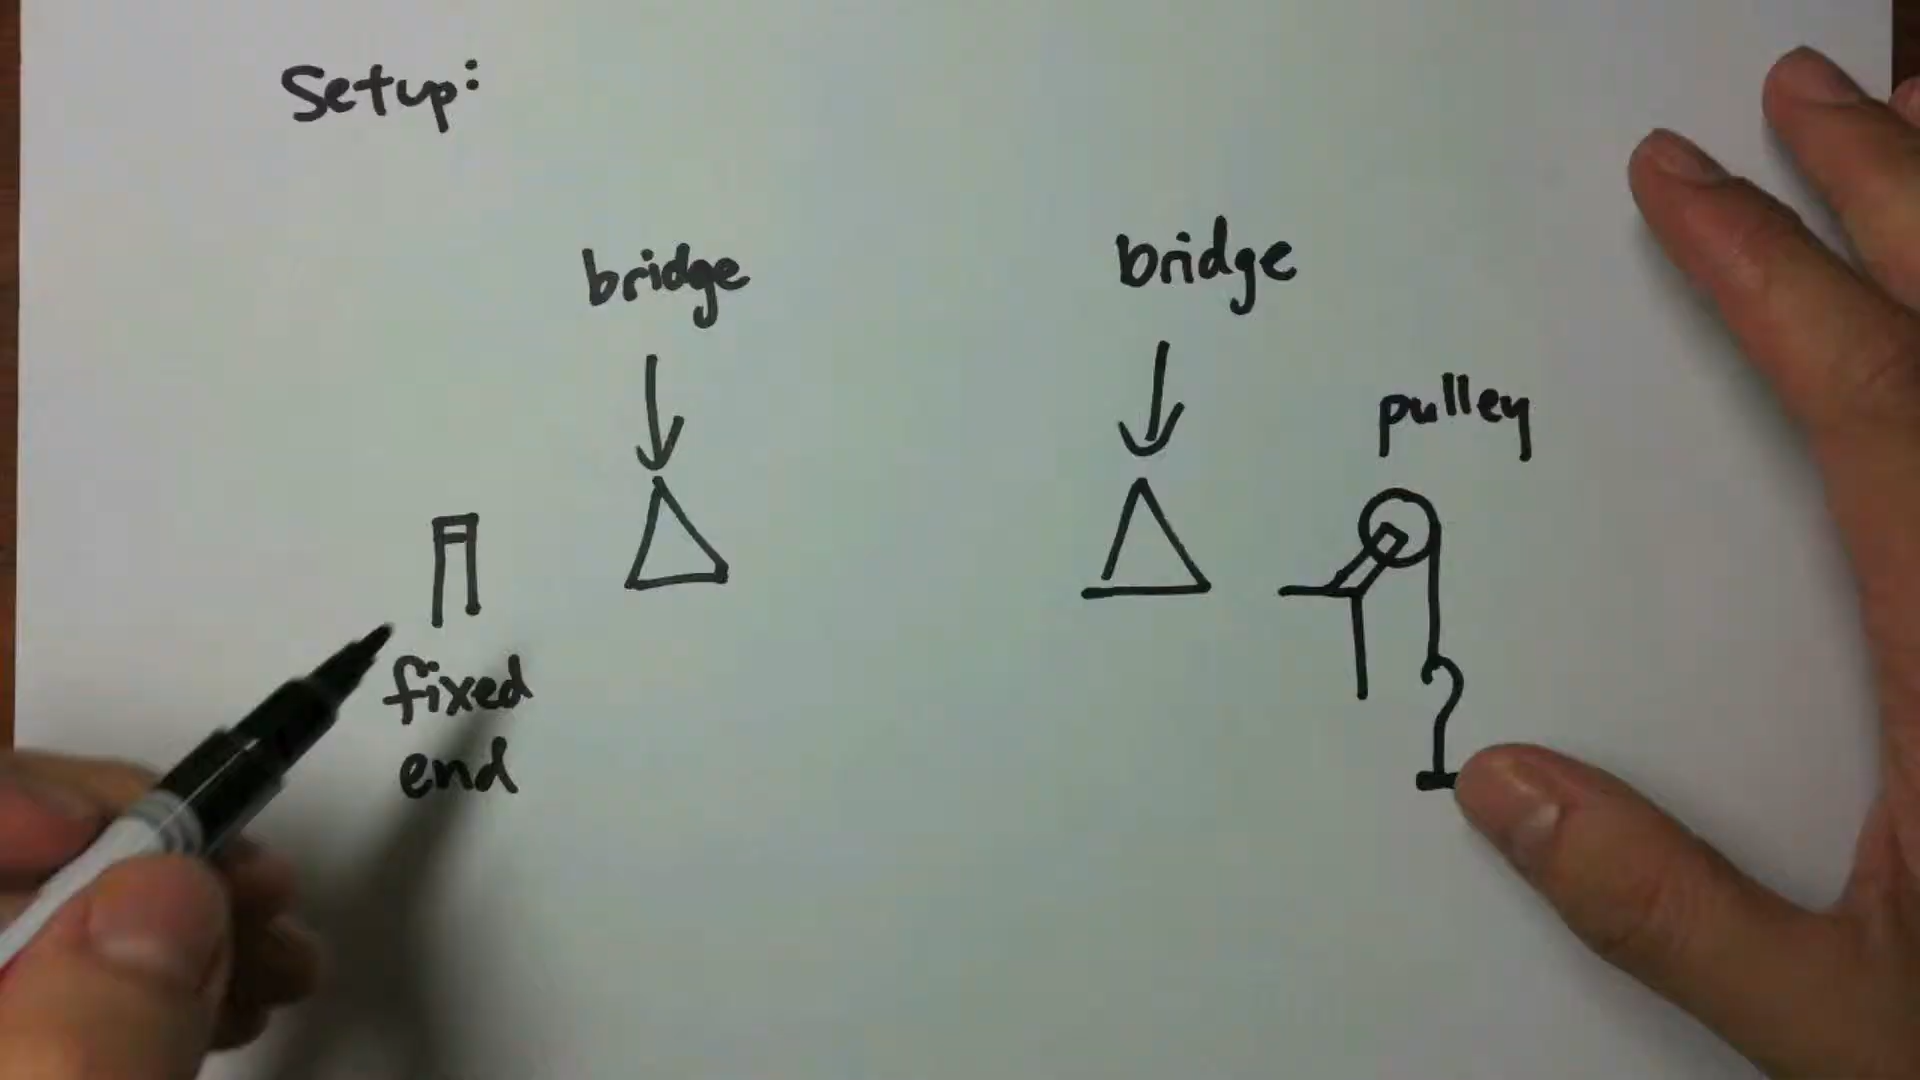 Setup:
bridge
bridge
pulley
fixed
end